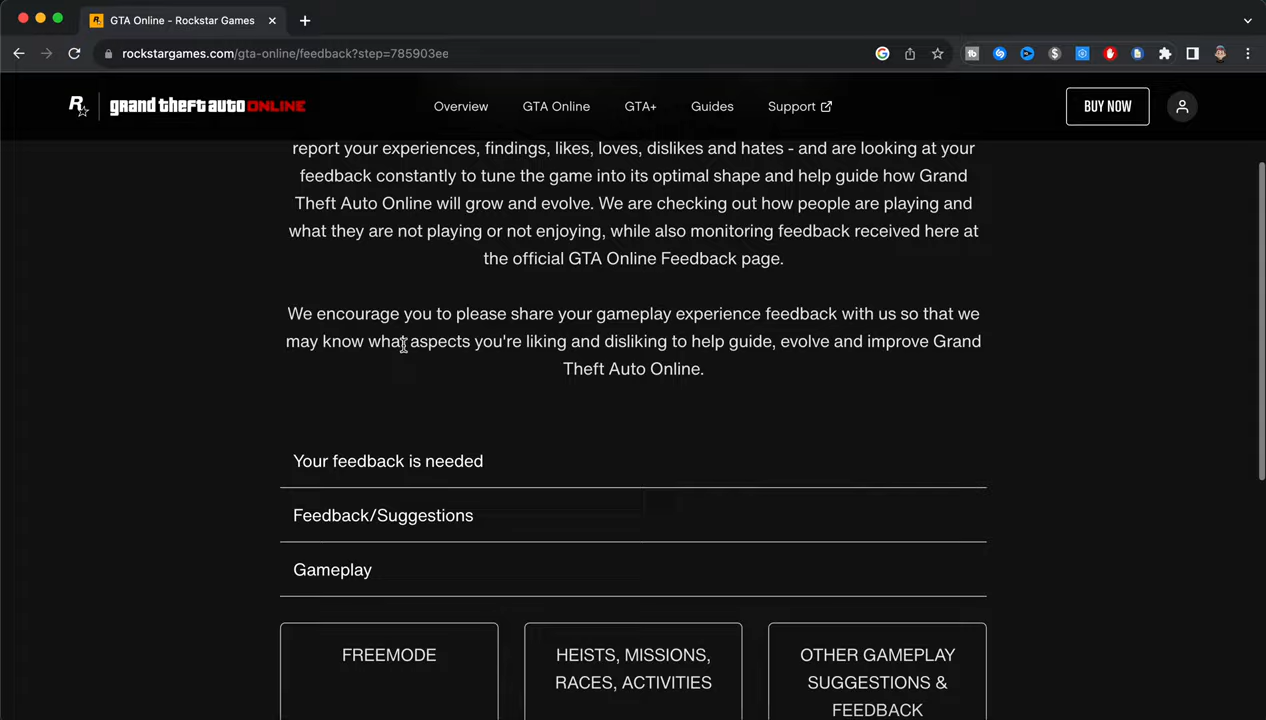 GTA Online - Rockstar Games
rockstargames.com/gta-online/feedback?step=785903ee
grand theft auto ONLINE
Overview
GTA Online
GTA+
Guides
Support
BUY NOW
report your experiences, findings, likes, loves, dislikes and hates - and are looking at your
feedback constantly to tune the game into its optimal shape and help guide how Grand
Theft Auto Online will grow and evolve. We are checking out how people are playing and
what they are not playing or not enjoying, while also monitoring feedback received here at
the official GTA Online Feedback page.
We encourage you to please share your gameplay experience feedback with us so that we
may know what aspects you're liking and disliking to help guide, evolve and improve Grand
Theft Auto Online.
Your feedback is needed
Feedback/Suggestions
Gameplay
FREEMODE
HEISTS, MISSIONS,
RACES, ACTIVITIES
OTHER GAMEPLAY
SUGGESTIONS &
FEEDBACK